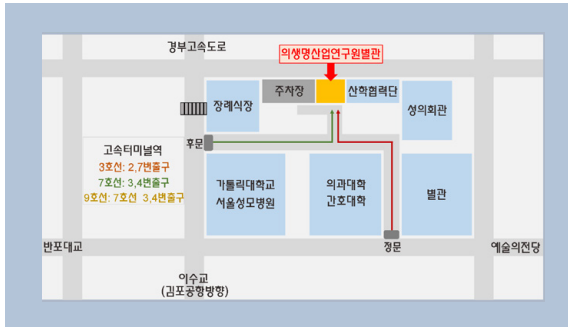 경부고속도로
의생명산업연구원별관
주차장
산학협력단
장례식장
성의회관
후문
고속터미널역
3호선: 2,7번출구
7호선: 3,4번출구
9호선: 7호선 3,4번출구
가톨릭대학교
서울성모병원
의과대학
간호대학
별관
반포대교
정문
예술의전당
이수교
(김포공항방향)